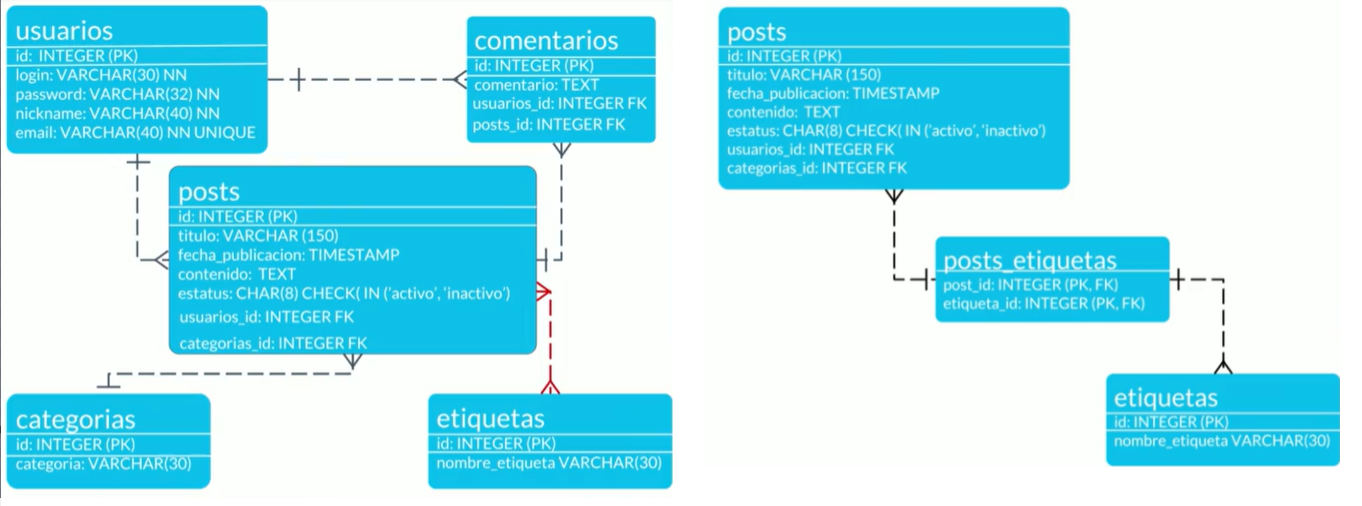 usuarios
id: INTEGER (PK)
login: VARCHAR(30) NN
password: VARCHAR(32) NN
nickname: VARCHAR(40) NN
email: VARCHAR(40) NN UNIQUE
comentarios
id: INTEGER (PK)
comentario: TEXT
usuarios_id: INTEGER FK
posts_id: INTEGER FK
posts
id: INTEGER (PK)
titulo: VARCHAR (150)
fecha_publicacion: TIMESTAMP
contenido: TEXT
estatus: CHAR(8) CHECK( IN ('activo', 'inactivo')
usuarios_id: INTEGER FK
categorias_id: INTEGER FK
categorias
id: INTEGER (PK)
categoria: VARCHAR(30)
etiquetas
id: INTEGER (PK)
nombre_etiqueta VARCHAR(30)
posts
id: INTEGER (PK)
titulo: VARCHAR (150)
fecha_publicacion: TIMESTAMP
contenido: TEXT
estatus: CHAR(8) CHECK( IN ('activo', 'inactivo')
usuarios_id: INTEGER FK
categorias_id: INTEGER FK
posts_etiquetas
post_id: INTEGER (PK, FK)
etiqueta_id: INTEGER (PK, FK)
etiquetas
id: INTEGER (PK)
nombre_etiqueta VARCHAR(30)